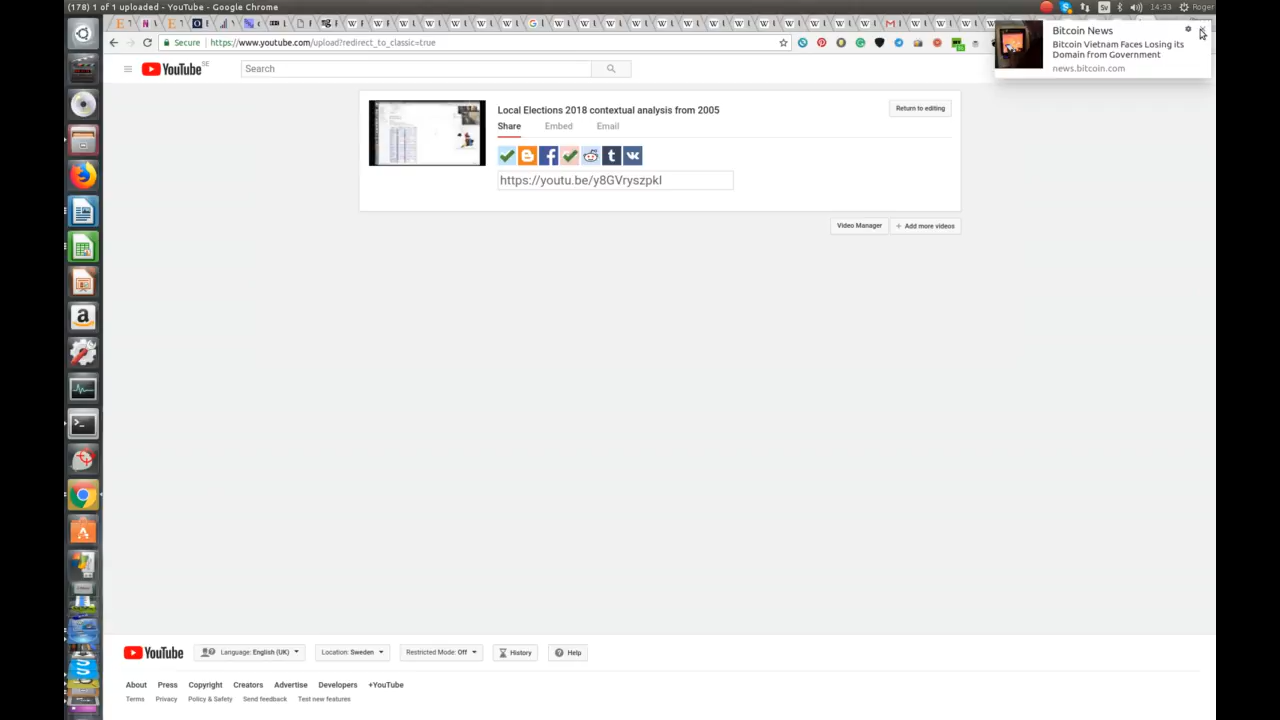 (178) 1 of 1 uploaded - YouTube - Google Chrome
Sv
14:33
Roger
Secure
https://www.youtube.com/upload?redirect_to_classic=true
Bitcoin News
Bitcoin Vietnam Faces Losing its
Domain from Government
news.bitcoin.com
YouTube SE
Search
Local Elections 2018 contextual analysis from 2005
Return to editing
Share
Embed
Email
https://youtu.be/y8GVryszpkI
Video Manager
+ Add more videos
YouTube
Language: English (UK)
Location: Sweden
Restricted Mode: Off
History
Help
About
Press
Copyright
Creators
Advertise
Developers
+YouTube
Terms
Privacy
Policy & Safety
Send feedback
Test new features